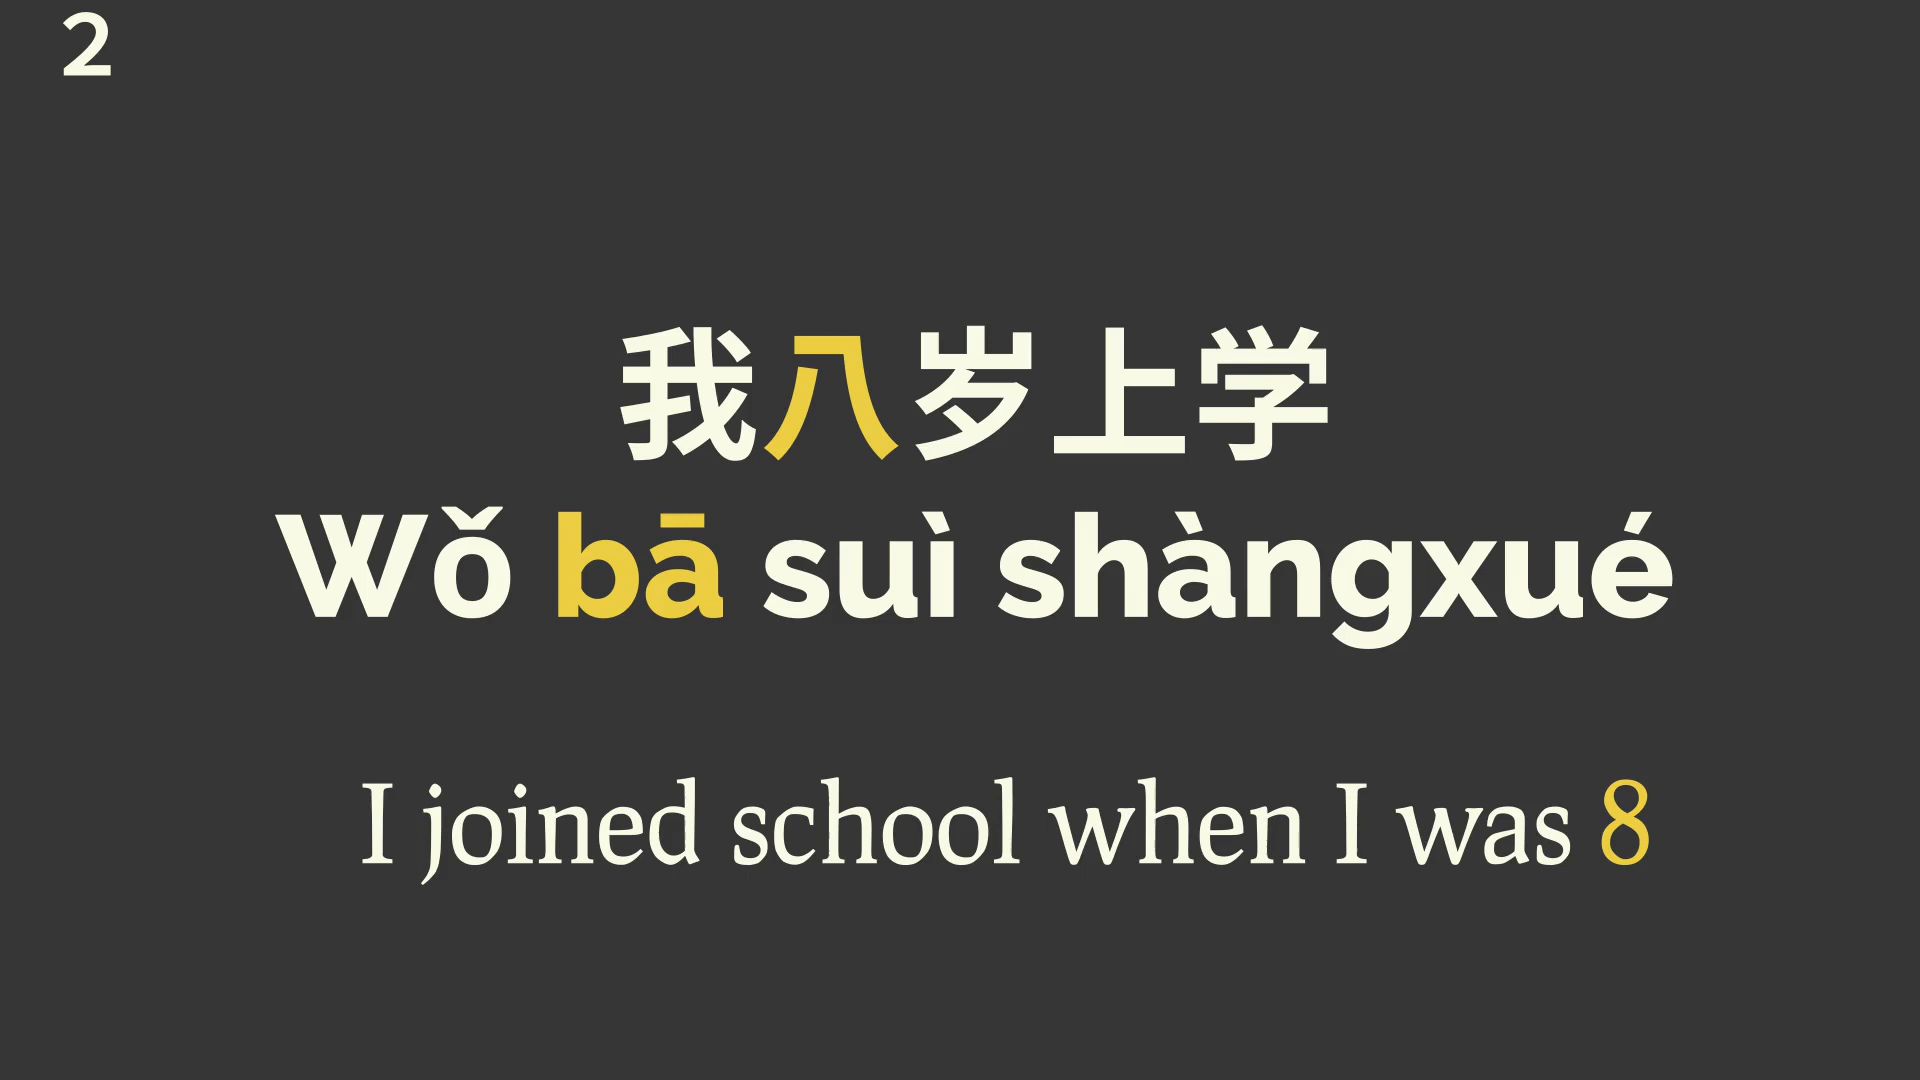 2
我八岁上学
Wǒ bā suì shàngxué
I joined school when I was 8